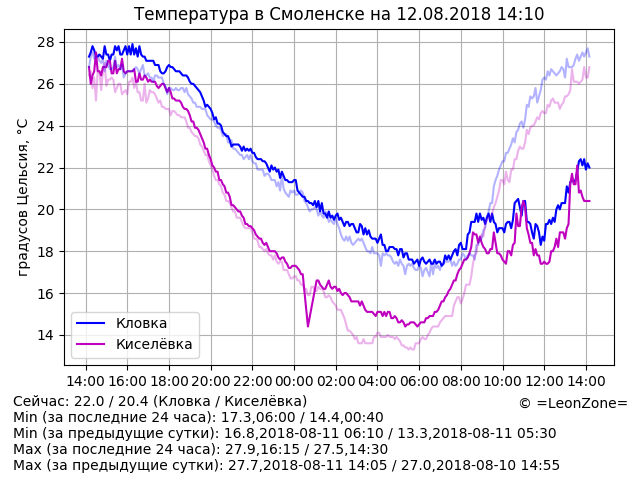 Температура в Смоленске на 12.08.2018 14:10
градусов Цельсия, °C
28
26
24
22
20
18
16
14
Кловка
Киселёвка
14:00 16:00 18:00 20:00 22:00 00:00 02:00 04:00 06:00 08:00 10:00 12:00 14:00
Сейчас: 22.0 / 20.4 (Кловка / Киселёвка)
© =LeonZone=
Min (за последние 24 часа): 17.3,06:00 / 14.4,00:40
Min (за предыдущие сутки): 16.8,2018-08-11 06:10 / 13.3,2018-08-11 05:30
Max (за последние 24 часа): 27.9,16:15 / 27.5,14:30
Max (за предыдущие сутки): 27.7,2018-08-11 14:05 / 27.0,2018-08-10 14:55